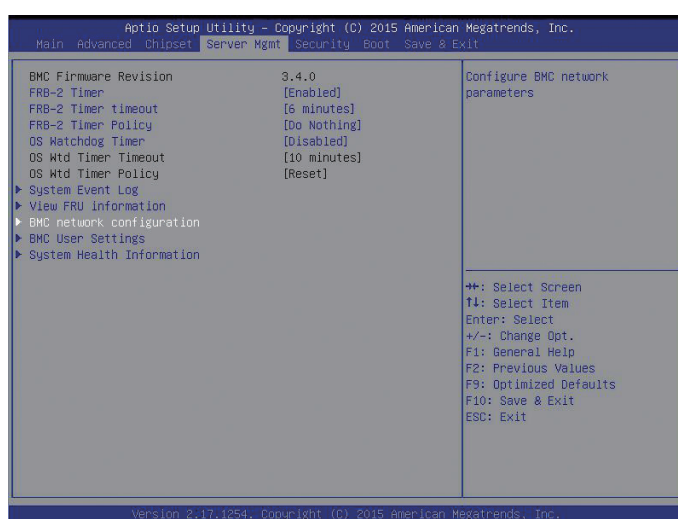 Aptio Setup Utility – Copyright (C) 2015 American Megatrends, Inc.
Main Advanced Chipset Server Mgmt Security Boot Save & Exit
BMC Firmware Revision 3.4.0
FRB-2 Timer [Enabled]
FRB-2 Timer timeout [6 minutes]
FRB-2 Timer Policy [Do Nothing]
OS Watchdog Timer [Disabled]
OS Wtd Timer Timeout [10 minutes]
OS Wtd Timer Policy [Reset]
System Event Log
View FRU information
BMC network configuration
BMC User Settings
System Health Information
Configure BMC network
parameters
→←: Select Screen
↑↓: Select Item
Enter: Select
+/-: Change Opt.
F1: General Help
F2: Previous Values
F9: Optimized Defaults
F10: Save & Exit
ESC: Exit
Version 2.17.1254. Copyright (C) 2015 American Megatrends, Inc.